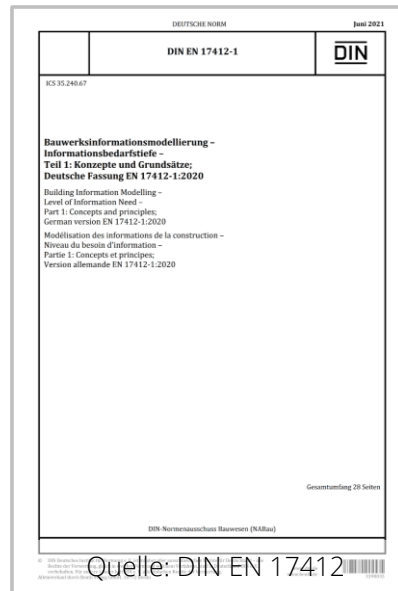 DEUTSCHE NORM
Juni 2021
DIN EN 17412-1
DIN
ICS 35.240.67
Bauwerksinformationsmodellierung –
Informationsbedarfstiefe –
Teil 1: Konzepte und Grundsätze;
Deutsche Fassung EN 17412-1:2020
Building Information Modelling –
Level of Information Need –
Part 1: Concepts and principles;
German version EN 17412-1:2020
Modélisation des informations de la construction –
Niveau du besoin d'information –
Partie 1: Concepts et principes;
Version allemande EN 17412-1:2020
Gesamtumfang 28 Seiten
DIN-Normenausschuss Bauwesen (NABau)
Quelle: DIN EN 17412